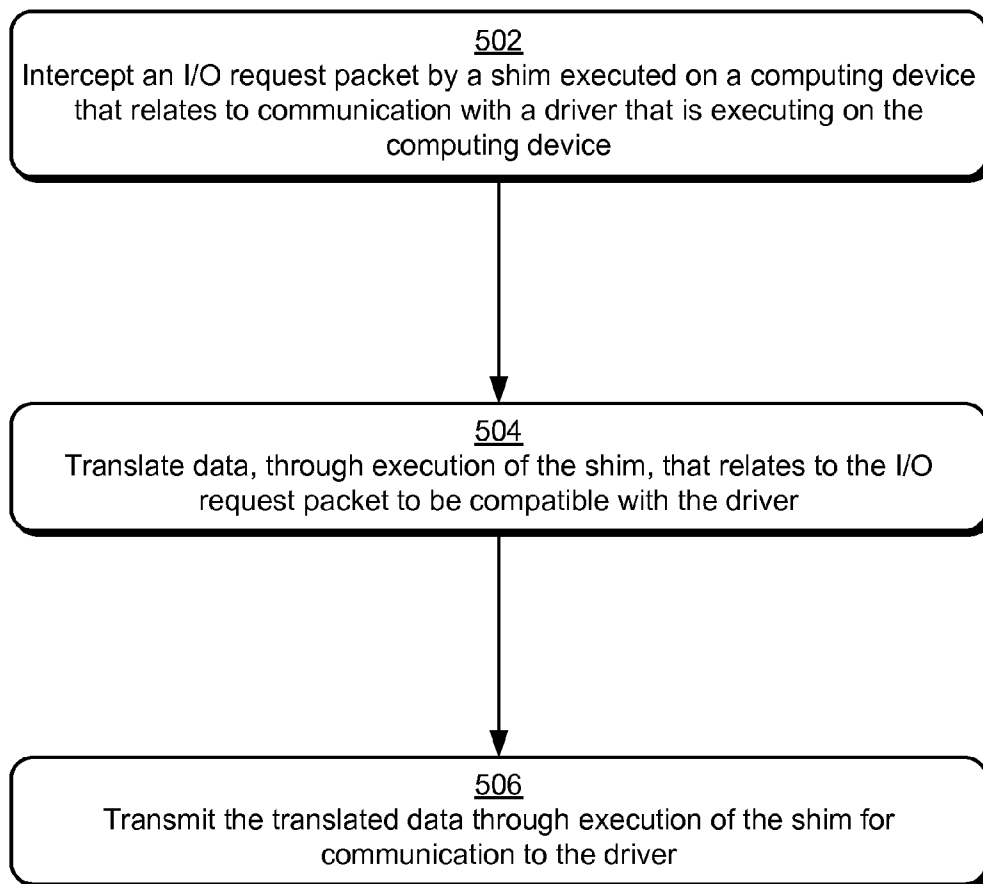 502
Intercept an I/O request packet by a shim executed on a computing device
that relates to communication with a driver that is executing on the
computing device
504
Translate data, through execution of the shim, that relates to the I/O
request packet to be compatible with the driver
506
Transmit the translated data through execution of the shim for
communication to the driver